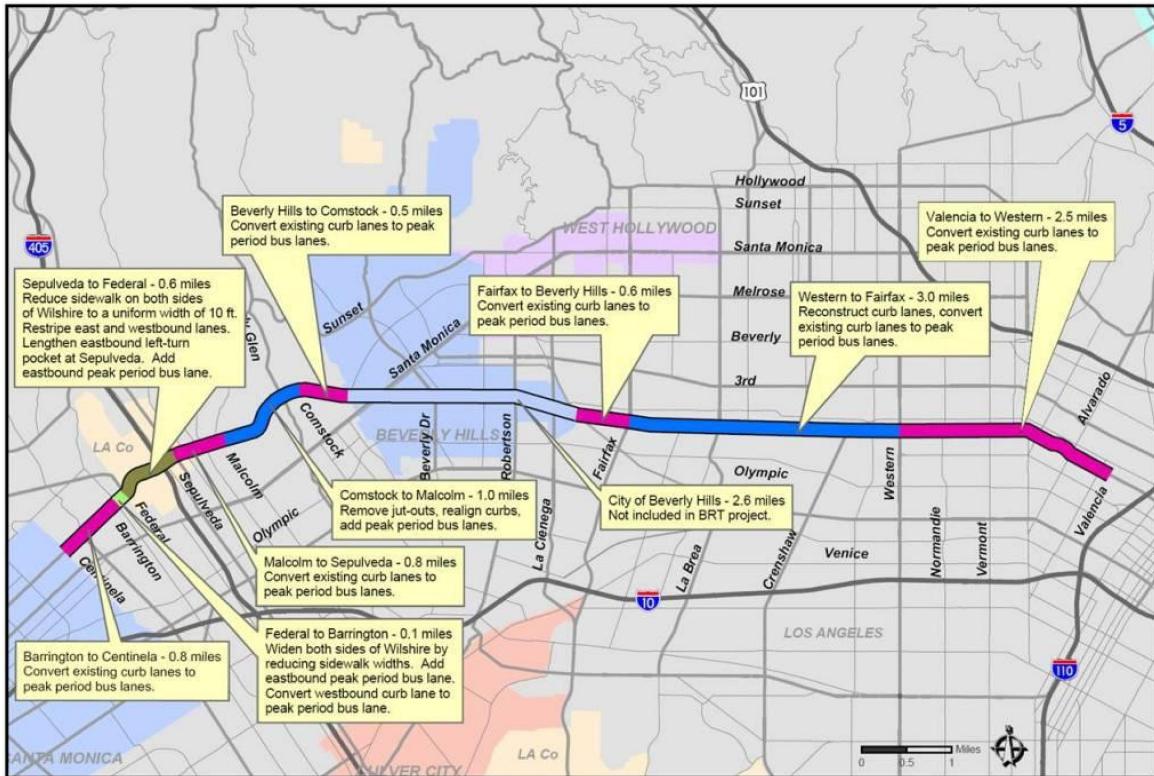 101
5
Hollywood
Sunset
WEST HOLLYWOOD
Santa Monica
Melrose
Beverly
3rd
405
Beverly Hills to Comstock - 0.5 miles
Convert existing curb lanes to peak
period bus lanes.
Valencia to Western - 2.5 miles
Convert existing curb lanes to
peak period bus lanes.
Sepulveda to Federal - 0.6 miles
Reduce sidewalk on both sides
of Wilshire to a uniform width of 10 ft.
Restripe east and westbound lanes.
Lengthen eastbound left-turn
pocket at Sepulveda. Add
eastbound peak period bus lane.
Fairfax to Beverly Hills - 0.6 miles
Convert existing curb lanes to
peak period bus lanes.
Western to Fairfax - 3.0 miles
Reconstruct curb lanes, convert
existing curb lanes to peak
period bus lanes.
Glen
Sunset
Santa Monica
Alvarado
LA Co
Comstock
BEVERLY HILLS
Beverly Dr
Robertson
Fairfax
Olympic
Western
Valencia
Malcolm
Sepulveda
Olympic
Federal
Barrington
Centinela
Comstock to Malcolm - 1.0 miles
Remove jut-outs, realign curbs,
add peak period bus lanes.
City of Beverly Hills - 2.6 miles
Not included in BRT project.
La Cienega
La Brea
Crenshaw
Venice
Normandie
Vermont
Malcolm to Sepulveda - 0.8 miles
Convert existing curb lanes to
peak period bus lanes.
10
LOS ANGELES
Barrington to Centinela - 0.8 miles
Convert existing curb lanes to
peak period bus lanes.
Federal to Barrington - 0.1 miles
Widen both sides of Wilshire by
reducing sidewalk widths. Add
eastbound peak period bus lane.
Convert westbound curb lane to
peak period bus lane.
110
SANTA MONICA
CULVER CITY
LA Co
Miles
0 0.5 1